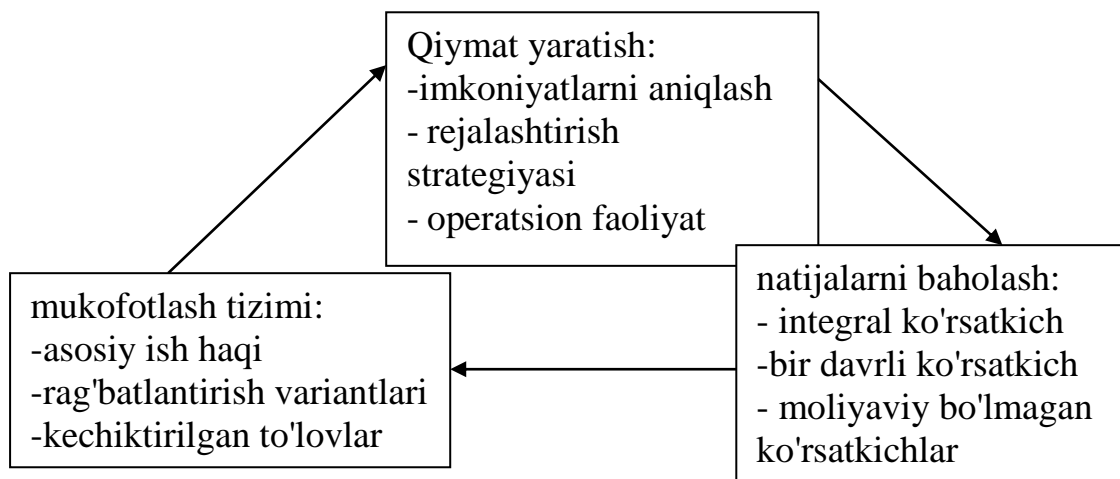 Qiymat yaratish:
-imkoniyatlarni aniqlash
- rejalashtirish
strategiyasi
- operatsion faoliyat
natijalarni baholash:
- integral ko'rsatkich
-bir davrli ko'rsatkich
- moliyaviy bo'lmagan
ko'rsatkichlar
mukofotlash tizimi:
-asosiy ish haqi
-rag'batlantirish variantlari
-kechiktirilgan to'lovlar